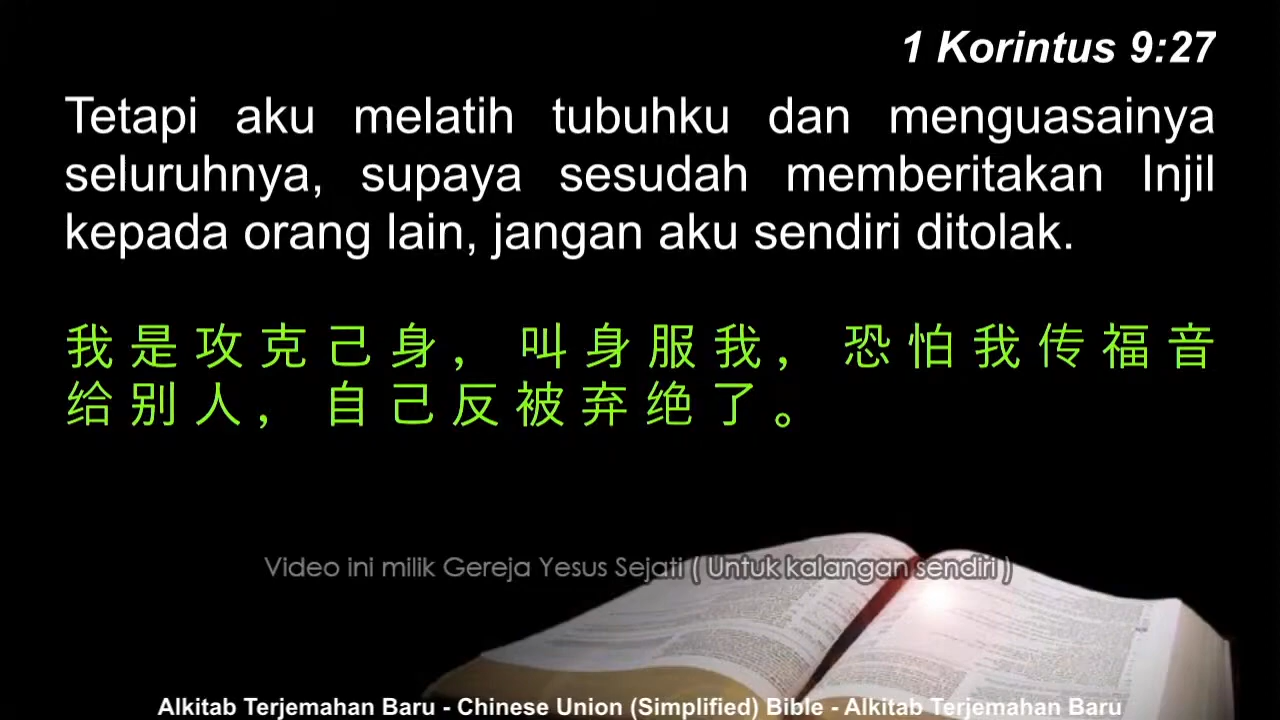 1 Korintus 9:27
Tetapi aku melatih tubuhku dan menguasainya
seluruhnya, supaya sesudah memberitakan Injil
kepada orang lain, jangan aku sendiri ditolak.
我是攻克己身，叫身服我，恐怕我传福音
给别人，自己反被弃绝了。
Video ini milik Gereja Yesus Sejati ( Untuk kalangan sendiri )
Alkitab Terjemahan Baru - Chinese Union (Simplified) Bible - Alkitab Terjemahan Baru